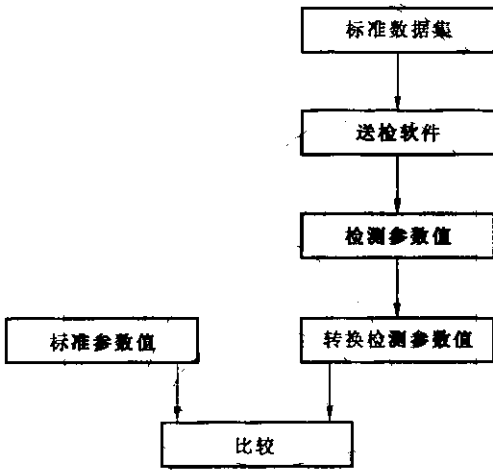 标准数据集
送检软件
检测参数值
标准参数值
转换检测参数值
比较